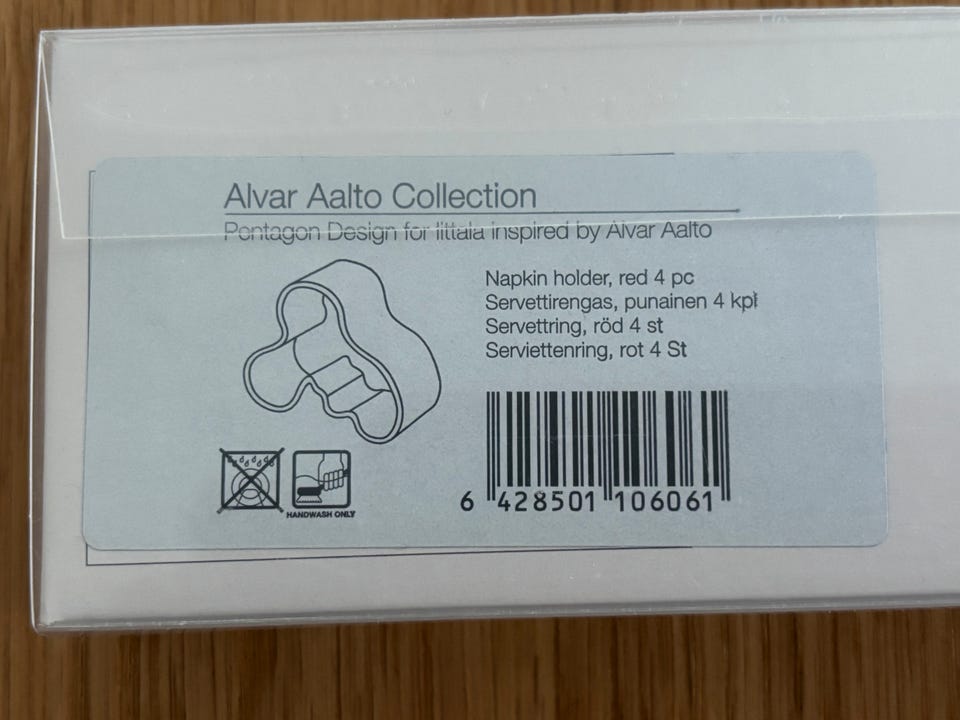 Alvar Aalto Collection
Pentagon Design for Iittala inspired by Alvar Aalto
Napkin holder, red 4 pc
Servettirengas, punainen 4 kpl
Servettring, röd 4 st
Serviettenring, rot 4 St
HANDWASH ONLY
6 428501 106061